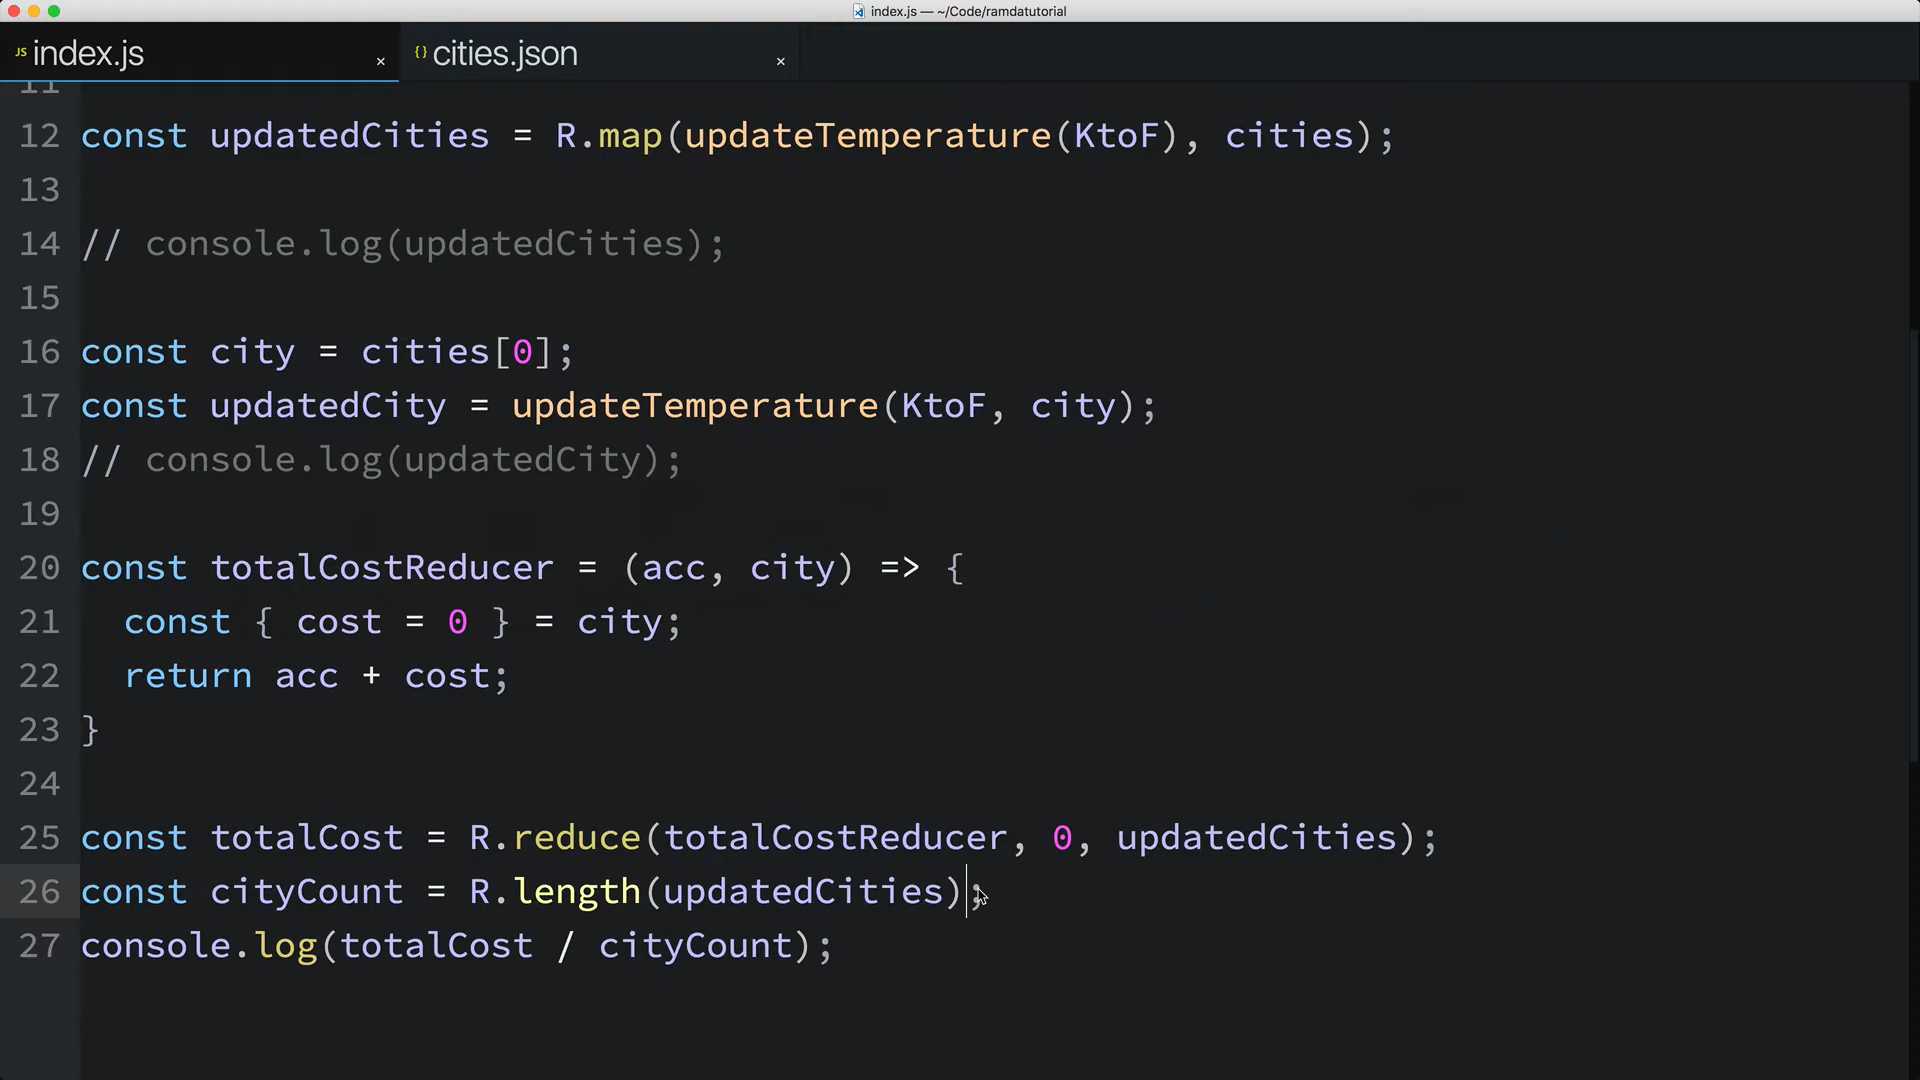 index.js — ~/Code/ramdatutorial
JS index.js × {} cities.json ×
11
12 const updatedCities = R.map(updateTemperature(KtoF), cities);
13
14 // console.log(updatedCities);
15
16 const city = cities[0];
17 const updatedCity = updateTemperature(KtoF, city);
18 // console.log(updatedCity);
19
20 const totalCostReducer = (acc, city) => {
21   const { cost = 0 } = city;
22   return acc + cost;
23 }
24
25 const totalCost = R.reduce(totalCostReducer, 0, updatedCities);
26 const cityCount = R.length(updatedCities);
27 console.log(totalCost / cityCount);